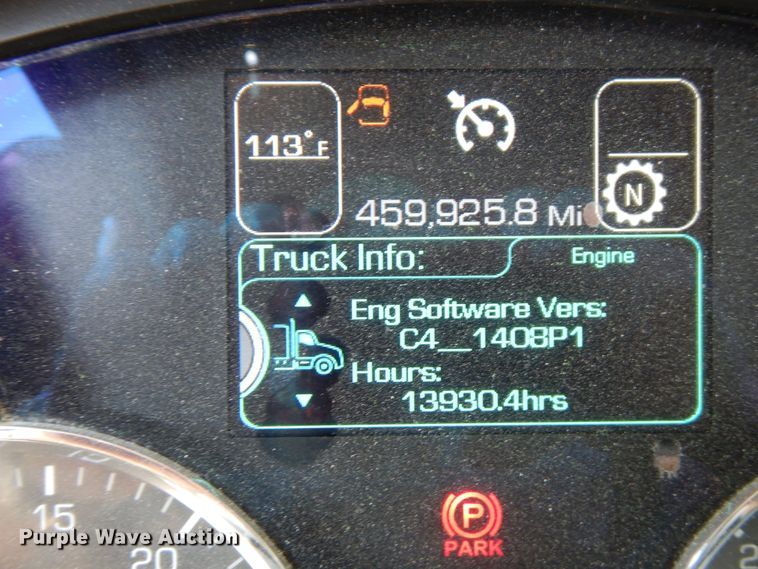 113°F
N
459,925.8 Mi
Truck Info:
Engine
Eng Software Vers:
C4__1408P1
Hours:
13930.4hrs
15
20
P
PARK
2
Purple Wave Auction